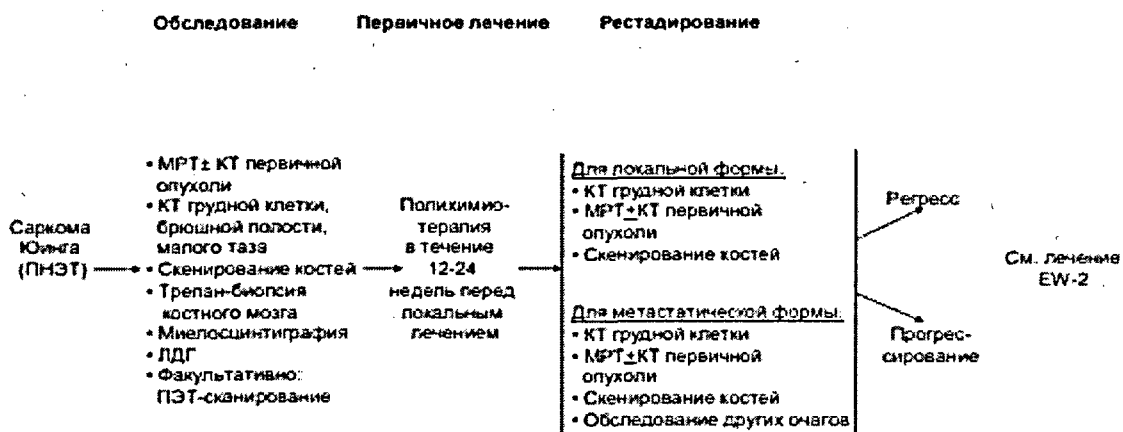 Обследование
Первичное лечение
Рестадирование
Саркома
Юинга
(ПНЭТ)
• МРТ± КТ первичной
опухоли
• КТ грудной клетки,
брюшной полости,
малого таза
• Скенирование костей
• Трепан-биопсия
костного мозга
• Миелосцинтиграфия
• ЛДГ
• Факультативно:
ПЭТ-сканирование
Полихимио-
терапия
в течение
12-24
недель перед
локальным
лечением
Для локальной формы:
• КТ грудной клетки
• МРТ±КТ первичной
опухоли
• Скенирование костей
Для метастатической формы:
• КТ грудной клетки
• МРТ±КТ первичной
опухоли
• Скенирование костей
• Обследование других очагов
Регресс
Прогрес-
сирование
См. лечение
EW-2